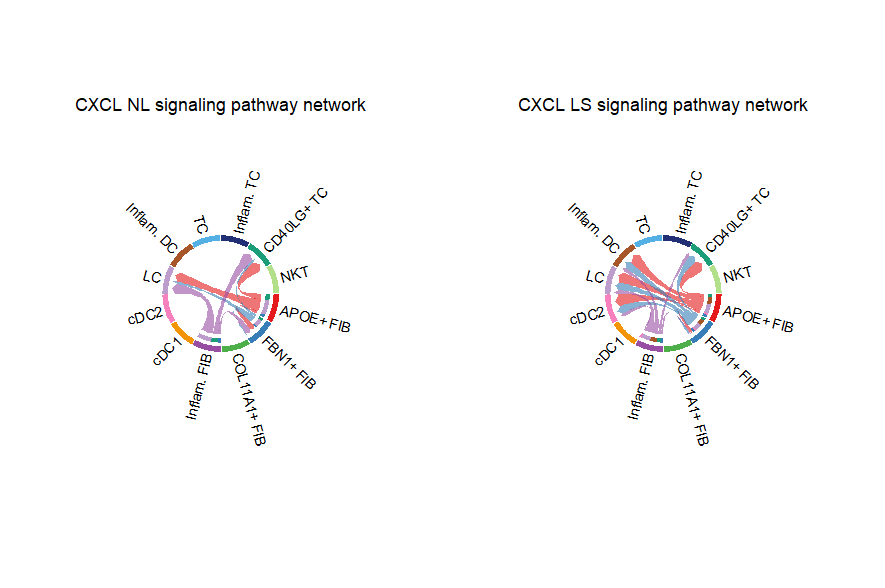 CXCL NL signaling pathway network
Inflam. TC
CD40LG+ TC
TC
Inflam. DC
NKT
LC
APOE+ FIB
cDC2
FBN1+ FIB
cDC1
Inflam. FIB
COL11A1+ FIB
CXCL LS signaling pathway network
Inflam. TC
CD40LG+ TC
TC
Inflam. DC
NKT
LC
APOE+ FIB
cDC2
FBN1+ FIB
cDC1
Inflam. FIB
COL11A1+ FIB